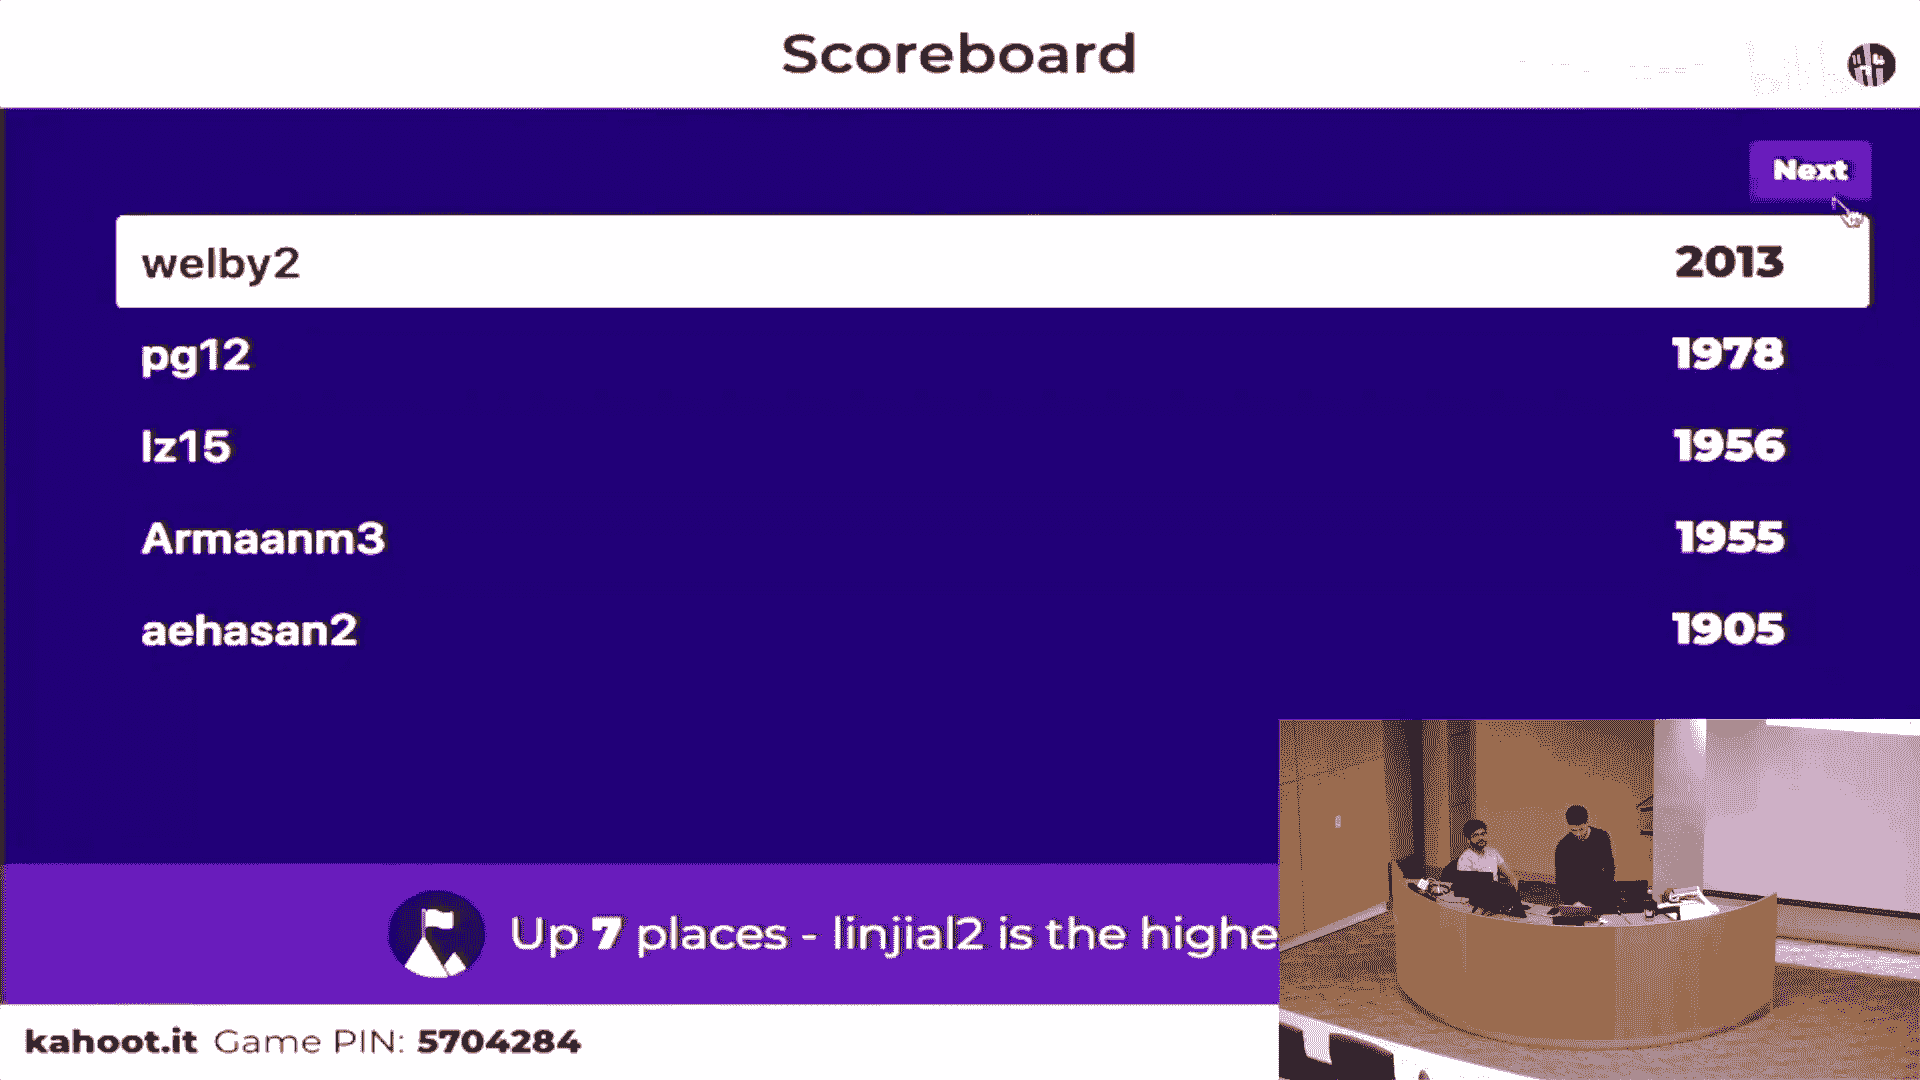 Scoreboard
Next
welby2 2013
pg12 1978
lz15 1956
Armaanm3 1955
aehasan2 1905
Up 7 places - linjial2 is the highe
kahoot.it Game PIN: 5704284